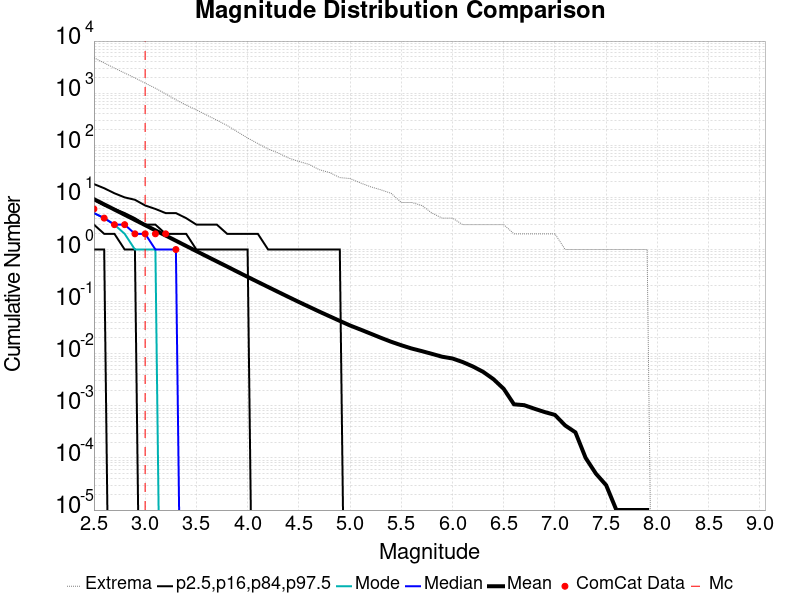 Magnitude Distribution Comparison
10^4
10^3
10^2
10^1
10^0
10^-1
10^-2
10^-3
10^-4
10^-5
Cumulative Number
2.5 3.0 3.5 4.0 4.5 5.0 5.5 6.0 6.5 7.0 7.5 8.0 8.5 9.0
Magnitude
Extrema p2.5,p16,p84,p97.5 Mode Median Mean ComCat Data Mc